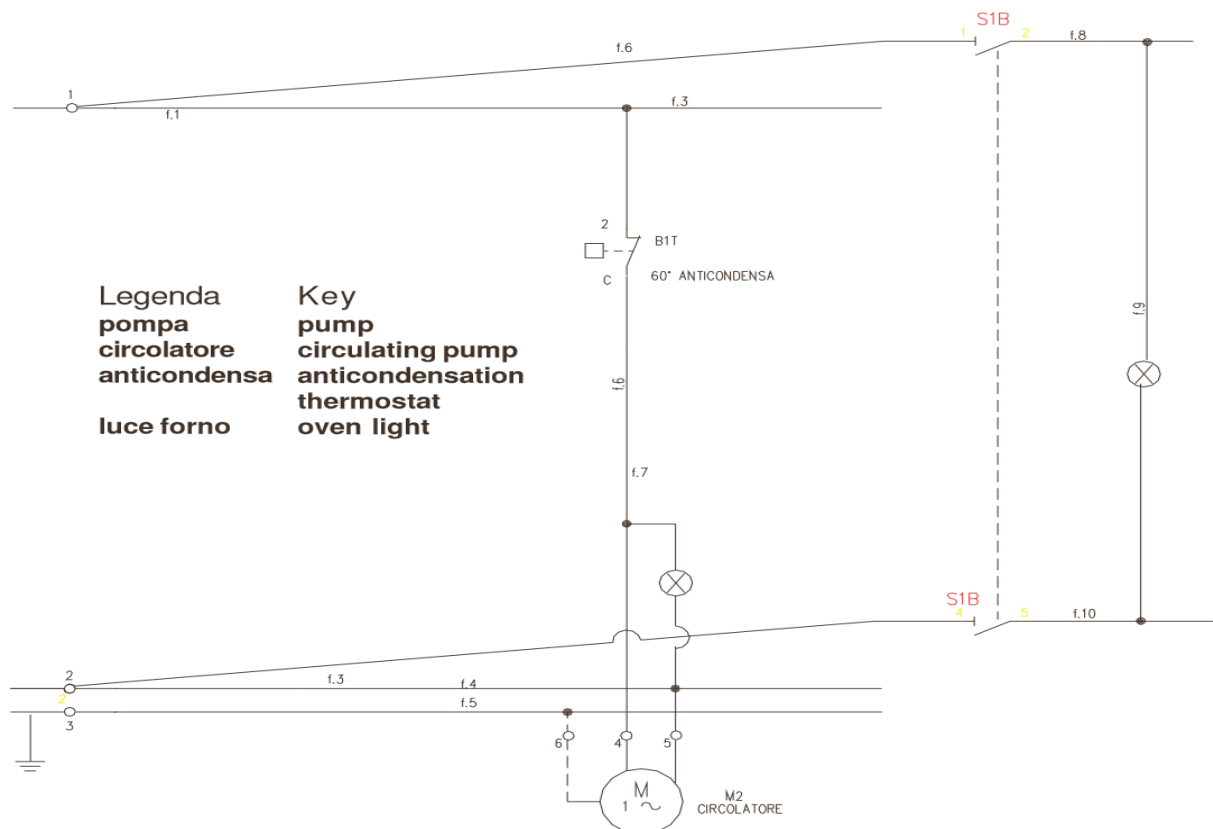 S1B
1 2 f.8
f.6
1
f.1 f.3
2
B1T
C 60° ANTICONDENSA
Legenda Key
pompa pump
circolatore circulating pump
anticondensa anticondensation
thermostat
luce forno oven light
f.9
f.6
f.7
S1B
4 5 f.10
2
f.3 f.4
2
f.5
3
6 4 5
M
1
M2
CIRCOLATORE